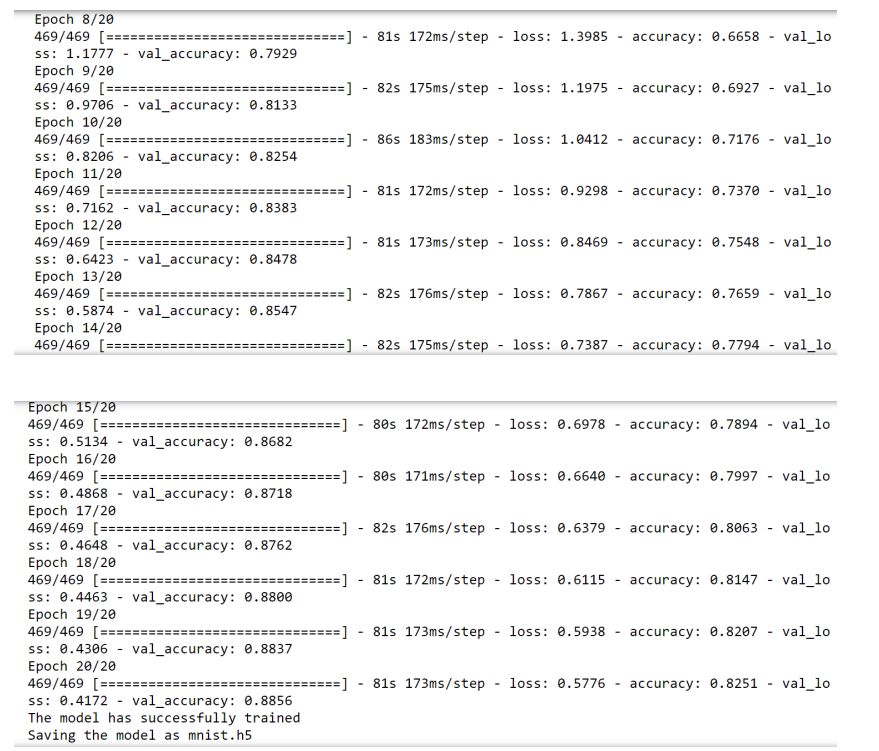 Epoch 8/20
469/469 [==============================] - 81s 172ms/step - loss: 1.3985 - accuracy: 0.6658 - val_lo
ss: 1.1777 - val_accuracy: 0.7929
Epoch 9/20
469/469 [==============================] - 82s 175ms/step - loss: 1.1975 - accuracy: 0.6927 - val_lo
ss: 0.9706 - val_accuracy: 0.8133
Epoch 10/20
469/469 [==============================] - 86s 183ms/step - loss: 1.0412 - accuracy: 0.7176 - val_lo
ss: 0.8206 - val_accuracy: 0.8254
Epoch 11/20
469/469 [==============================] - 81s 172ms/step - loss: 0.9298 - accuracy: 0.7370 - val_lo
ss: 0.7162 - val_accuracy: 0.8383
Epoch 12/20
469/469 [==============================] - 81s 173ms/step - loss: 0.8469 - accuracy: 0.7548 - val_lo
ss: 0.6423 - val_accuracy: 0.8478
Epoch 13/20
469/469 [==============================] - 82s 176ms/step - loss: 0.7867 - accuracy: 0.7659 - val_lo
ss: 0.5874 - val_accuracy: 0.8547
Epoch 14/20
469/469 [==============================] - 82s 175ms/step - loss: 0.7387 - accuracy: 0.7794 - val_lo
Epoch 15/20
469/469 [==============================] - 80s 172ms/step - loss: 0.6978 - accuracy: 0.7894 - val_lo
ss: 0.5134 - val_accuracy: 0.8682
Epoch 16/20
469/469 [==============================] - 80s 171ms/step - loss: 0.6640 - accuracy: 0.7997 - val_lo
ss: 0.4868 - val_accuracy: 0.8718
Epoch 17/20
469/469 [==============================] - 82s 176ms/step - loss: 0.6379 - accuracy: 0.8063 - val_lo
ss: 0.4648 - val_accuracy: 0.8762
Epoch 18/20
469/469 [==============================] - 81s 172ms/step - loss: 0.6115 - accuracy: 0.8147 - val_lo
ss: 0.4463 - val_accuracy: 0.8800
Epoch 19/20
469/469 [==============================] - 81s 173ms/step - loss: 0.5938 - accuracy: 0.8207 - val_lo
ss: 0.4306 - val_accuracy: 0.8837
Epoch 20/20
469/469 [==============================] - 81s 173ms/step - loss: 0.5776 - accuracy: 0.8251 - val_lo
ss: 0.4172 - val_accuracy: 0.8856
The model has successfully trained
Saving the model as mnist.h5